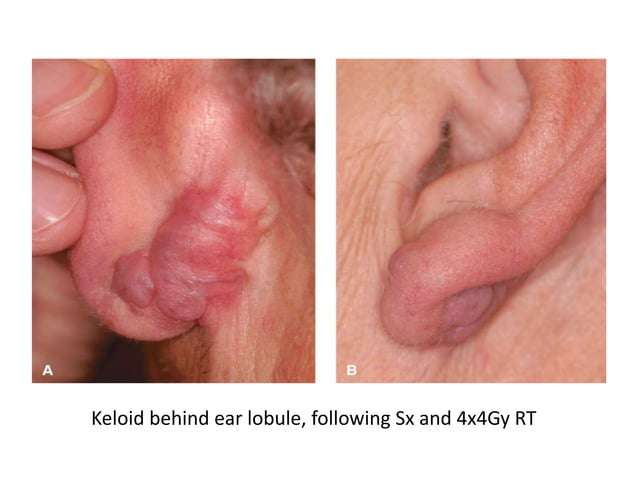 A
B
Keloid behind ear lobule, following Sx and 4x4Gy RT